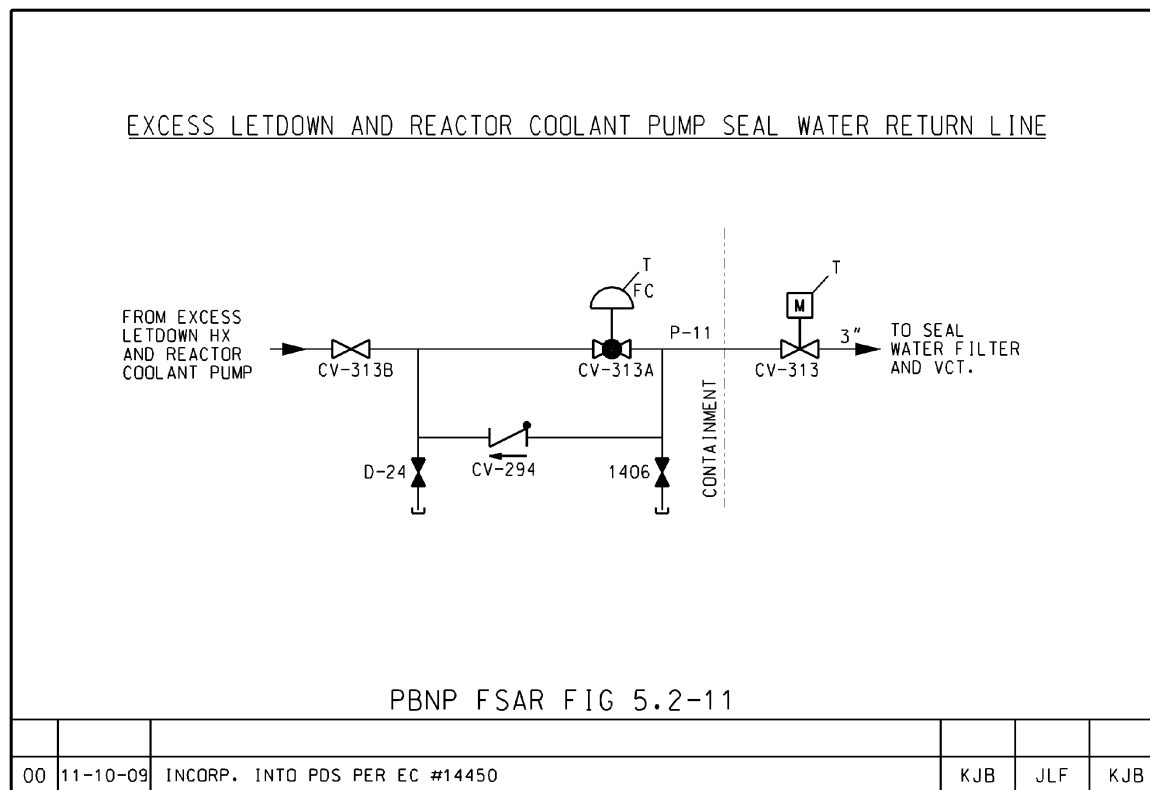 EXCESS LETDOWN AND REACTOR COOLANT PUMP SEAL WATER RETURN LINE
T
FC
T
M
FROM EXCESS
LETDOWN HX
AND REACTOR
COOLANT PUMP
P-11
3"
TO SEAL
WATER FILTER
AND VCT.
CV-313B
CV-313A
CV-313
CONTAINMENT
D-24
CV-294
1406
PBNP FSAR FIG 5.2-11
00 11-10-09 INCORP. INTO PDS PER EC #14450 KJB JLF KJB